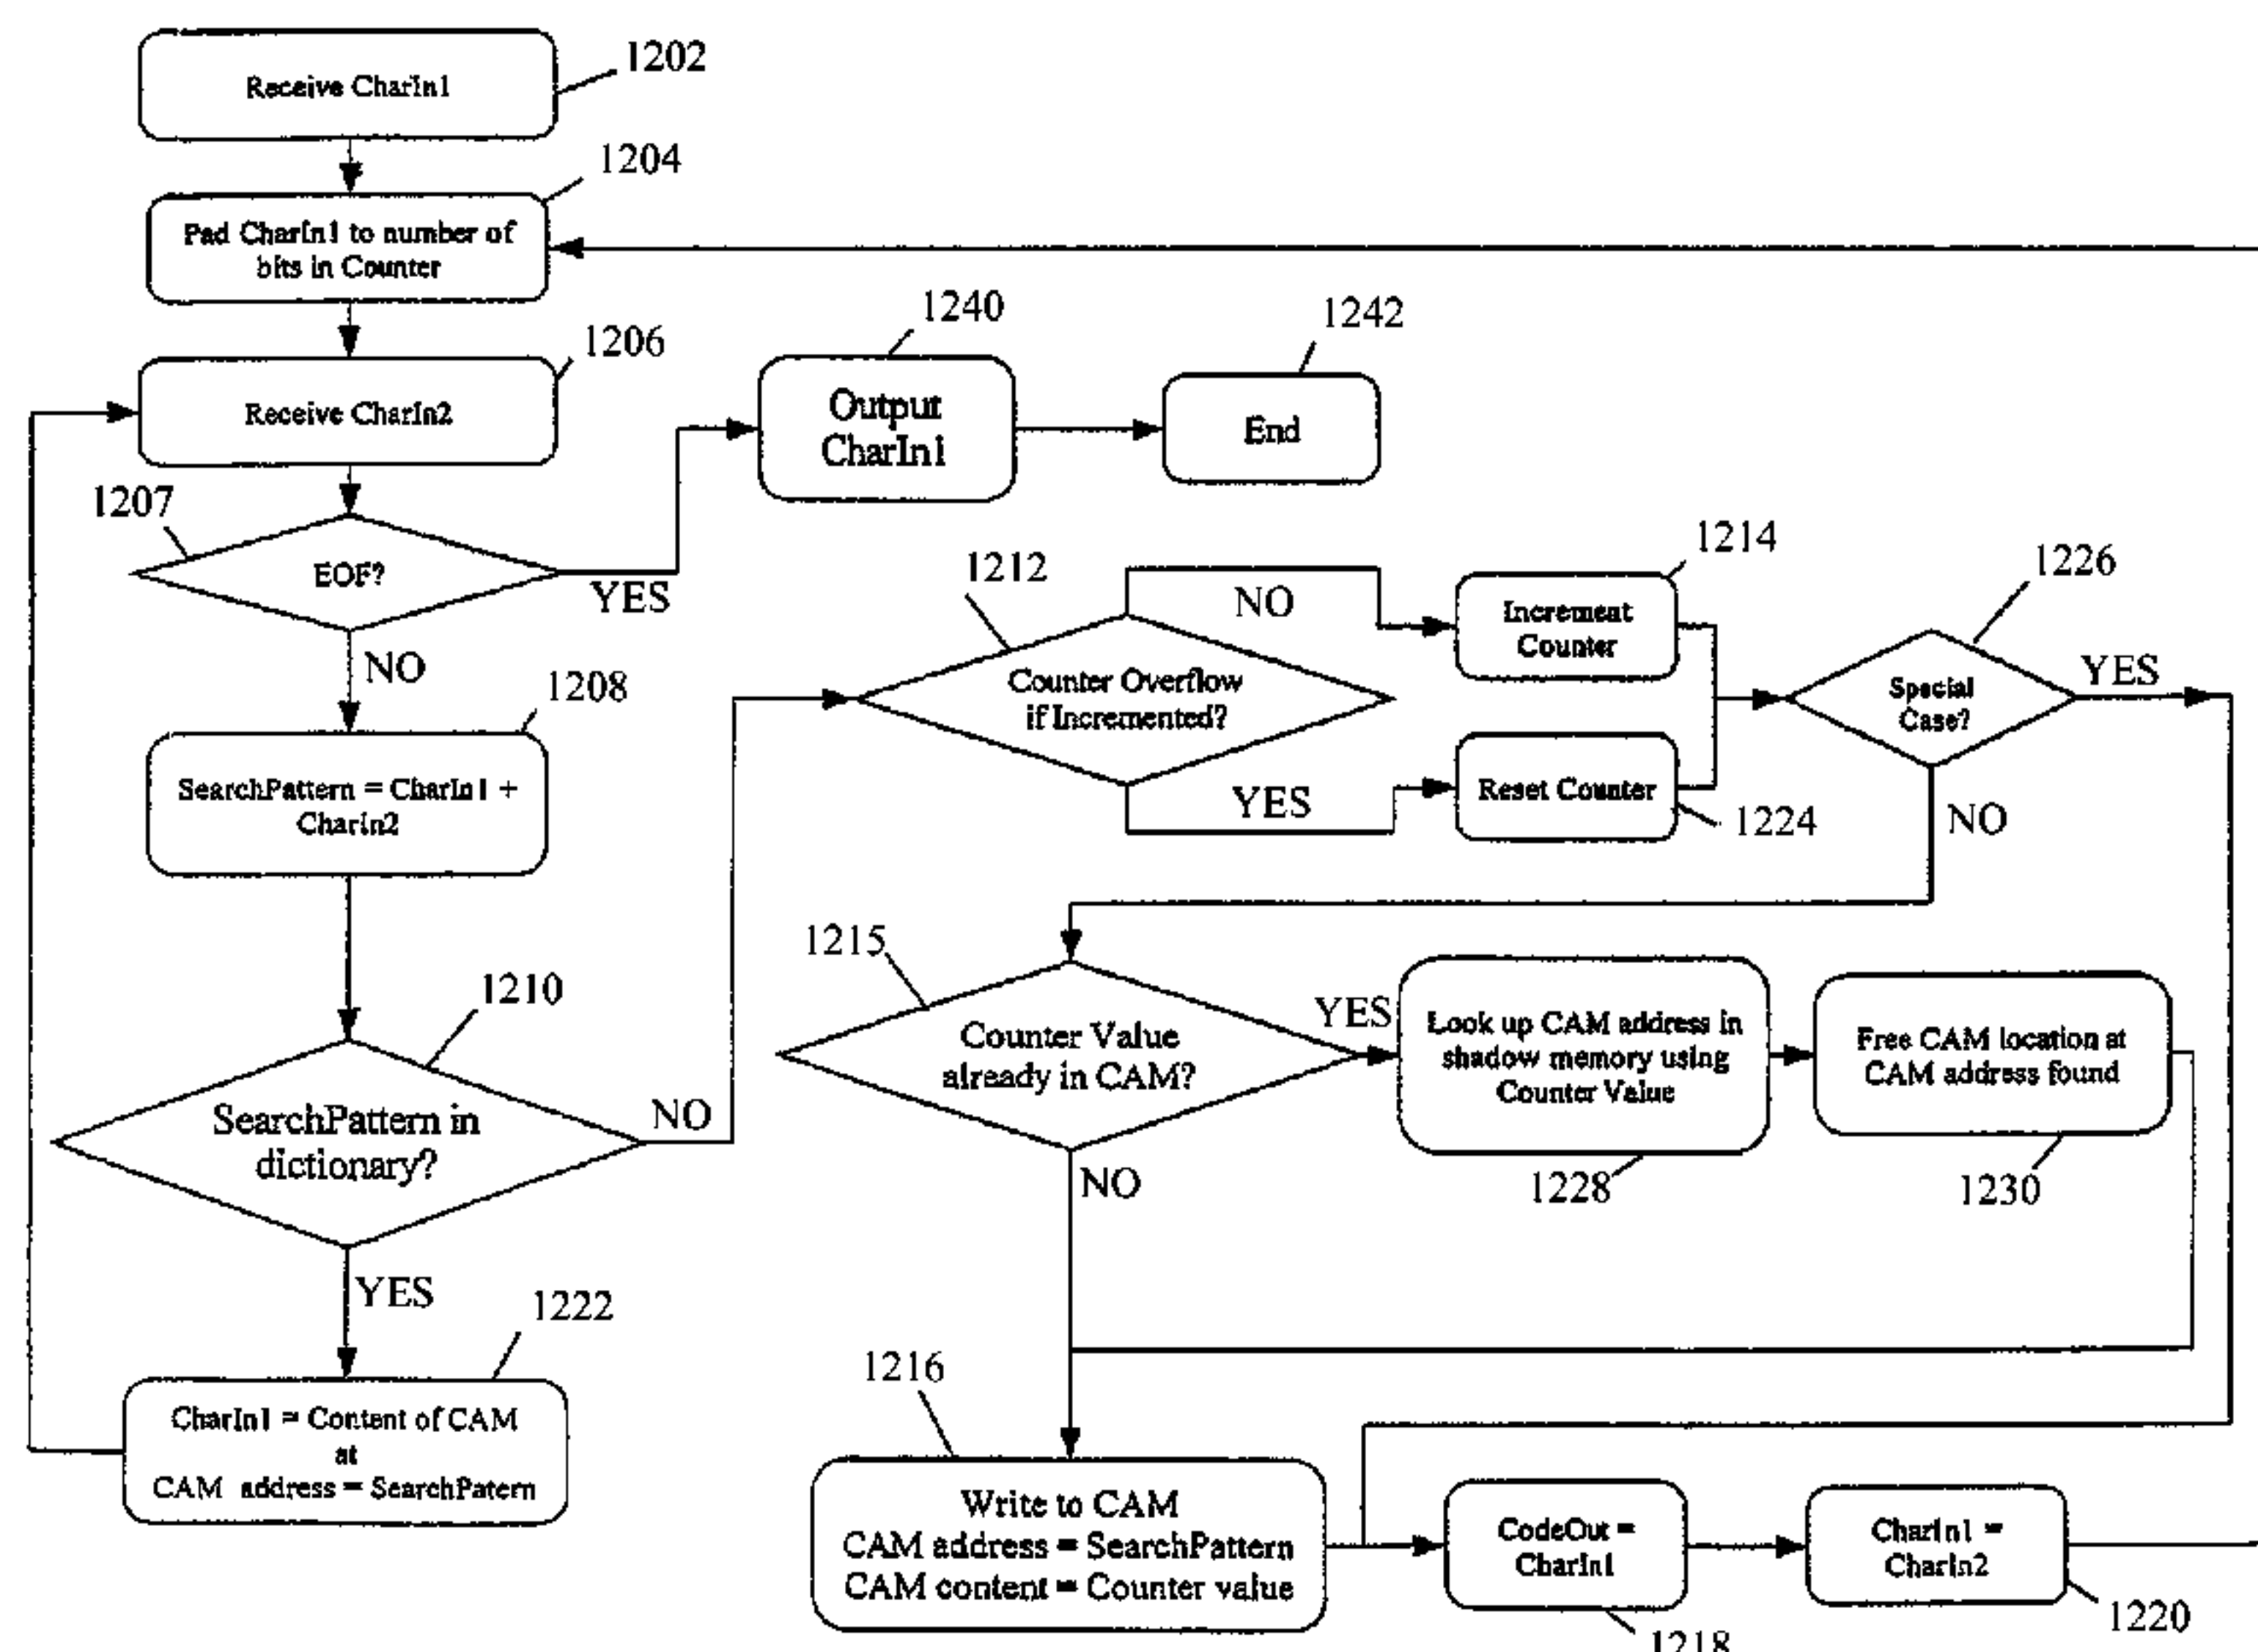 Receive CharIn1
1202
1204
Pad CharIn1 to number of
bits in Counter
1206
Receive CharIn2
1240
Output
CharIn1
1242
End
1207
EOF?
YES
NO
1208
SearchPattern = CharIn1 +
CharIn2
1212
Counter Overflow
if Incremented?
NO
1214
Increment
Counter
YES
Reset Counter
1224
1226
Special
Case?
YES
NO
1210
SearchPattern in
dictionary?
NO
YES
1215
Counter Value
already in CAM?
YES
Look up CAM address in
shadow memory using
Counter Value
1228
Free CAM location at
CAM address found
1230
NO
1222
CharIn1 = Content of CAM
at
CAM address = SearchPatern
1216
Write to CAM
CAM address = SearchPattern
CAM content = Counter value
CodeOut =
CharIn1
1218
CharIn1 =
CharIn2
1220